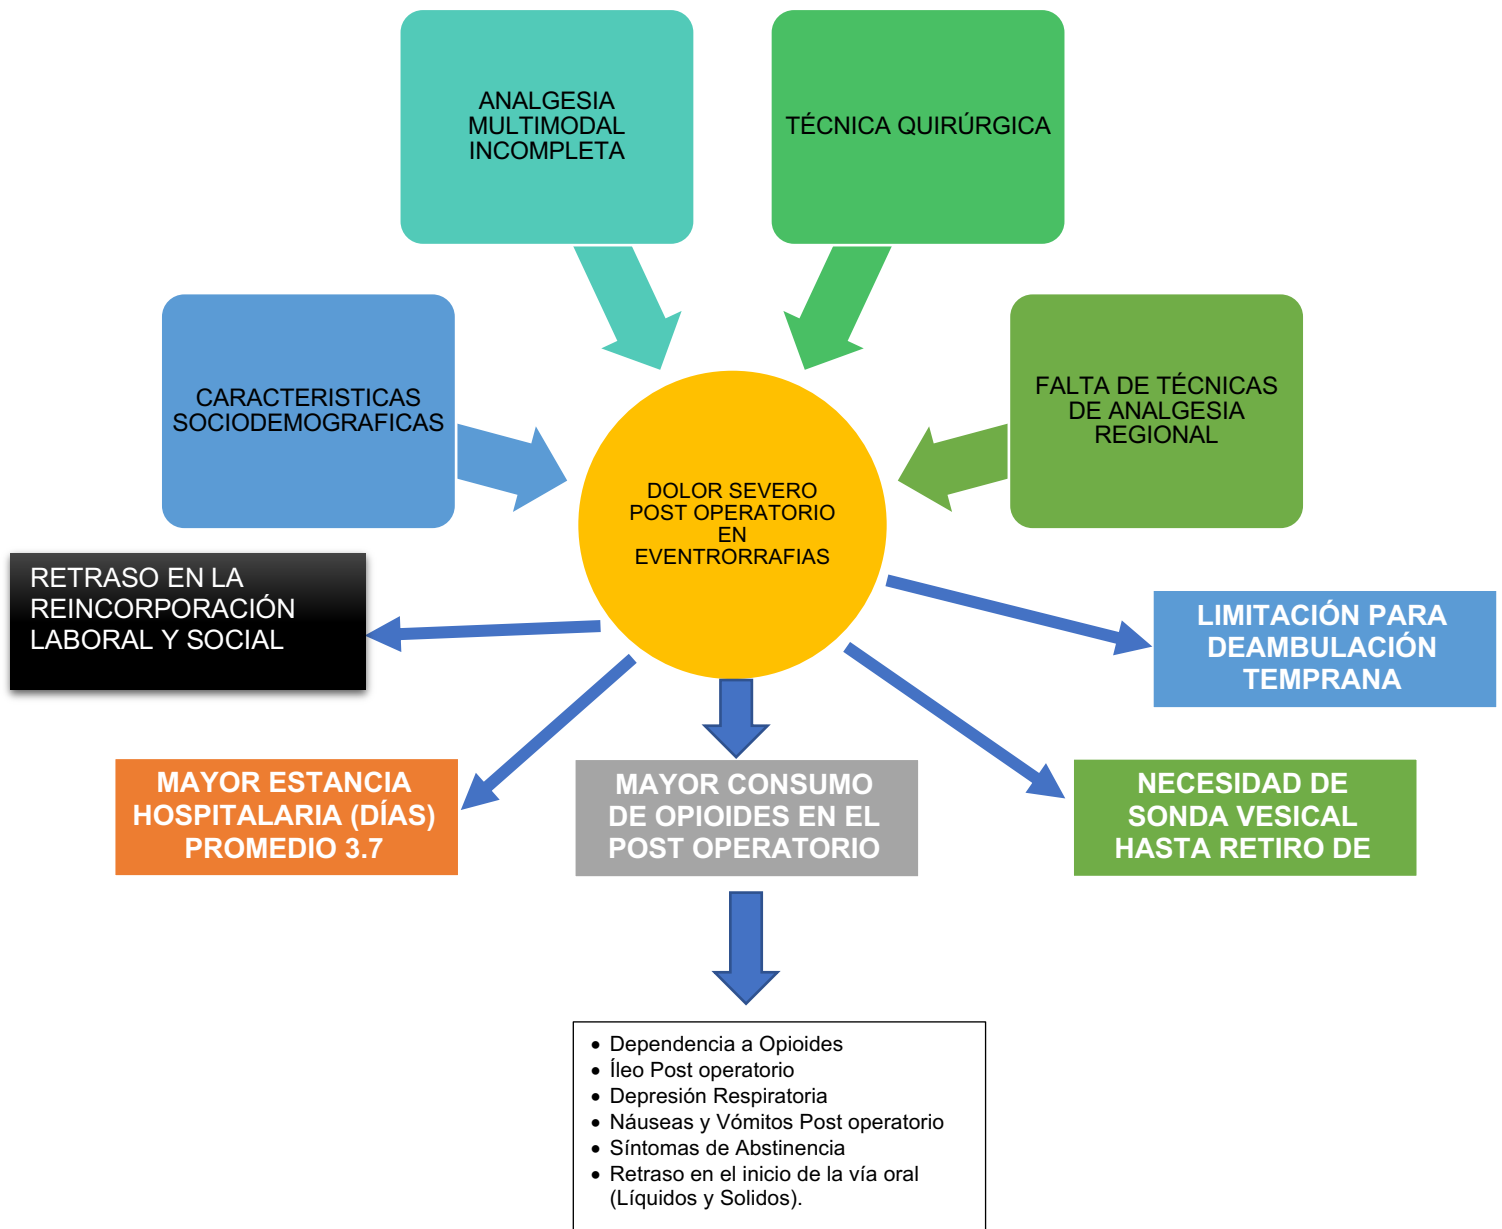 ANALGESIA
MULTIMODAL
INCOMPLETA
TÉCNICA QUIRÚRGICA
CARACTERISTICAS
SOCIODEMOGRAFICAS
FALTA DE TÉCNICAS
DE ANALGESIA
REGIONAL
DOLOR SEVERO
POST OPERATORIO
EN
EVENTRORRAFIAS
RETRASO EN LA
REINCORPORACIÓN
LABORAL Y SOCIAL
LIMITACIÓN PARA
DEAMBULACIÓN
TEMPRANA
MAYOR ESTANCIA
HOSPITALARIA (DÍAS)
PROMEDIO 3.7
MAYOR CONSUMO
DE OPIOIDES EN EL
POST OPERATORIO
NECESIDAD DE
SONDA VESICAL
HASTA RETIRO DE
• Dependencia a Opioides
• Íleo Post operatorio
• Depresión Respiratoria
• Náuseas y Vómitos Post operatorio
• Síntomas de Abstinencia
• Retraso en el inicio de la vía oral
(Líquidos y Solidos).